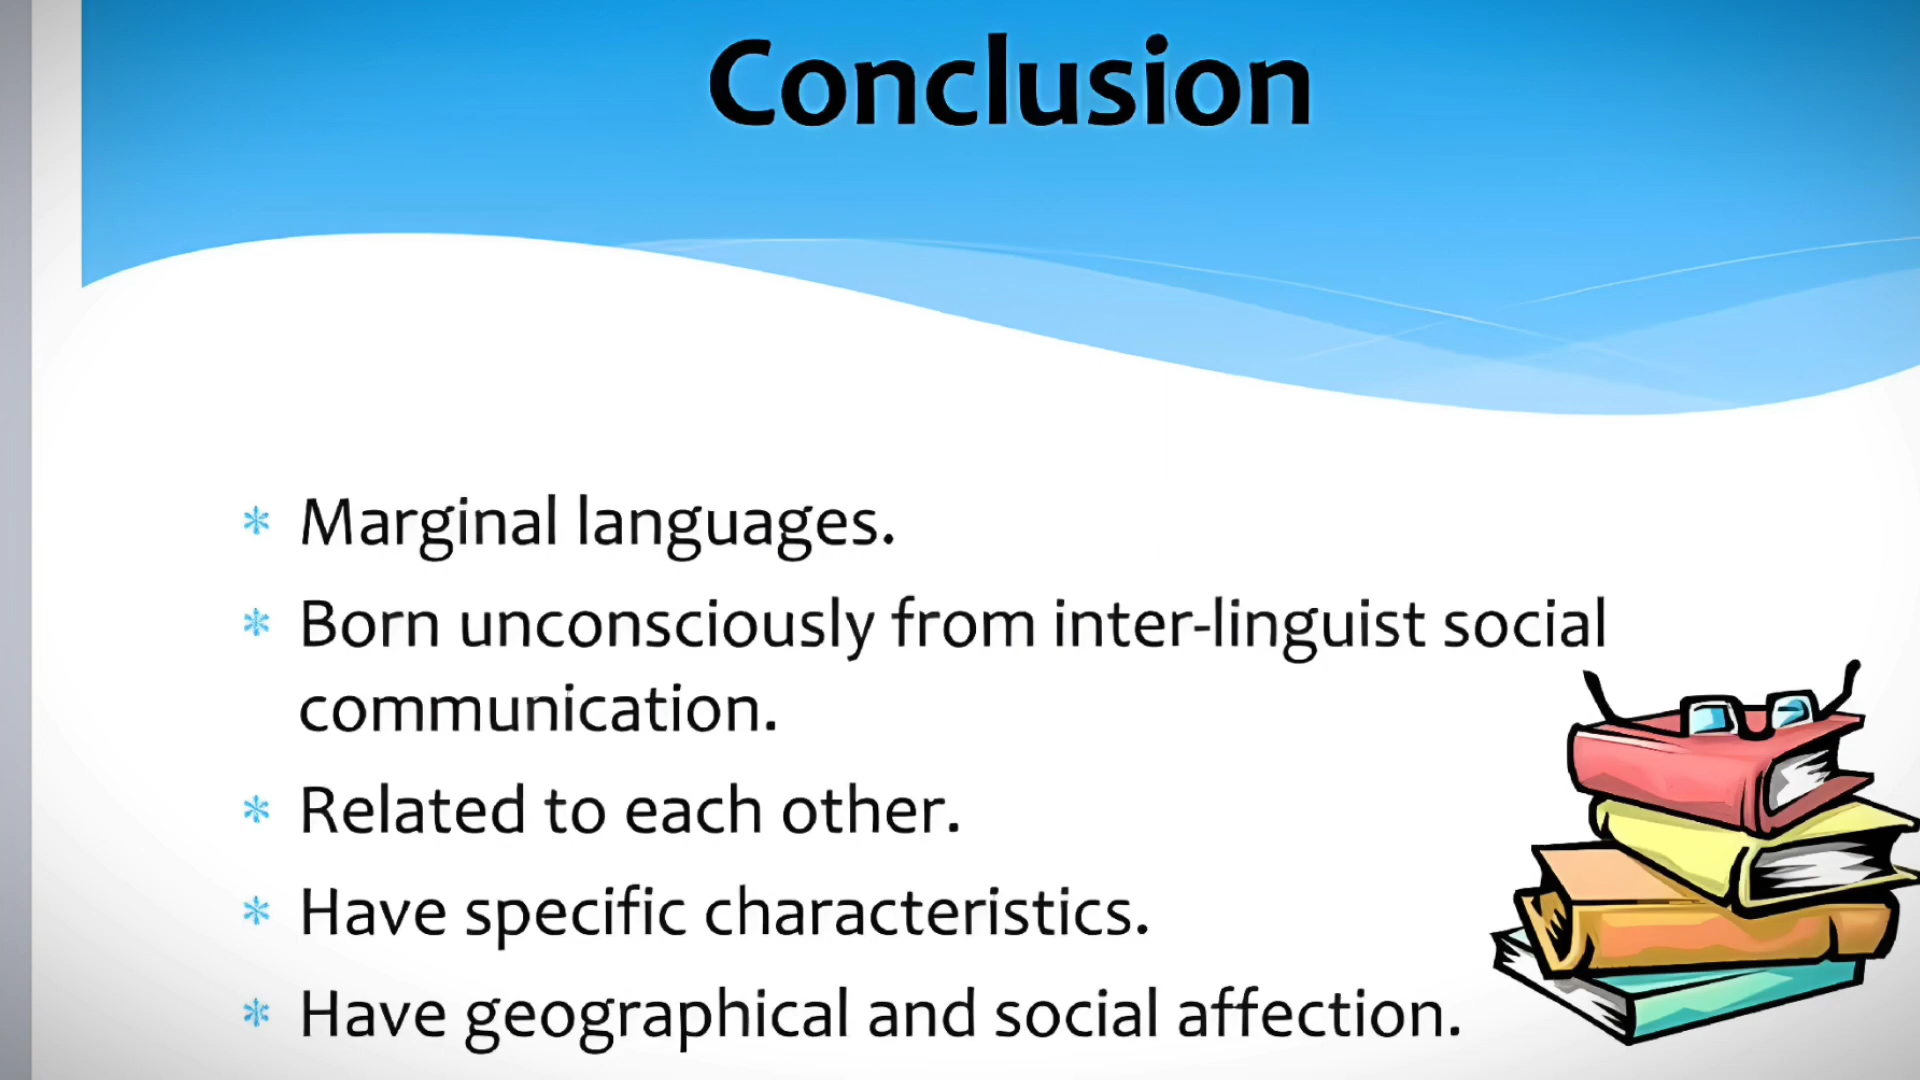 Conclusion
* Marginal languages.
* Born unconsciously from inter-linguist social
communication.
* Related to each other.
* Have specific characteristics.
* Have geographical and social affection.